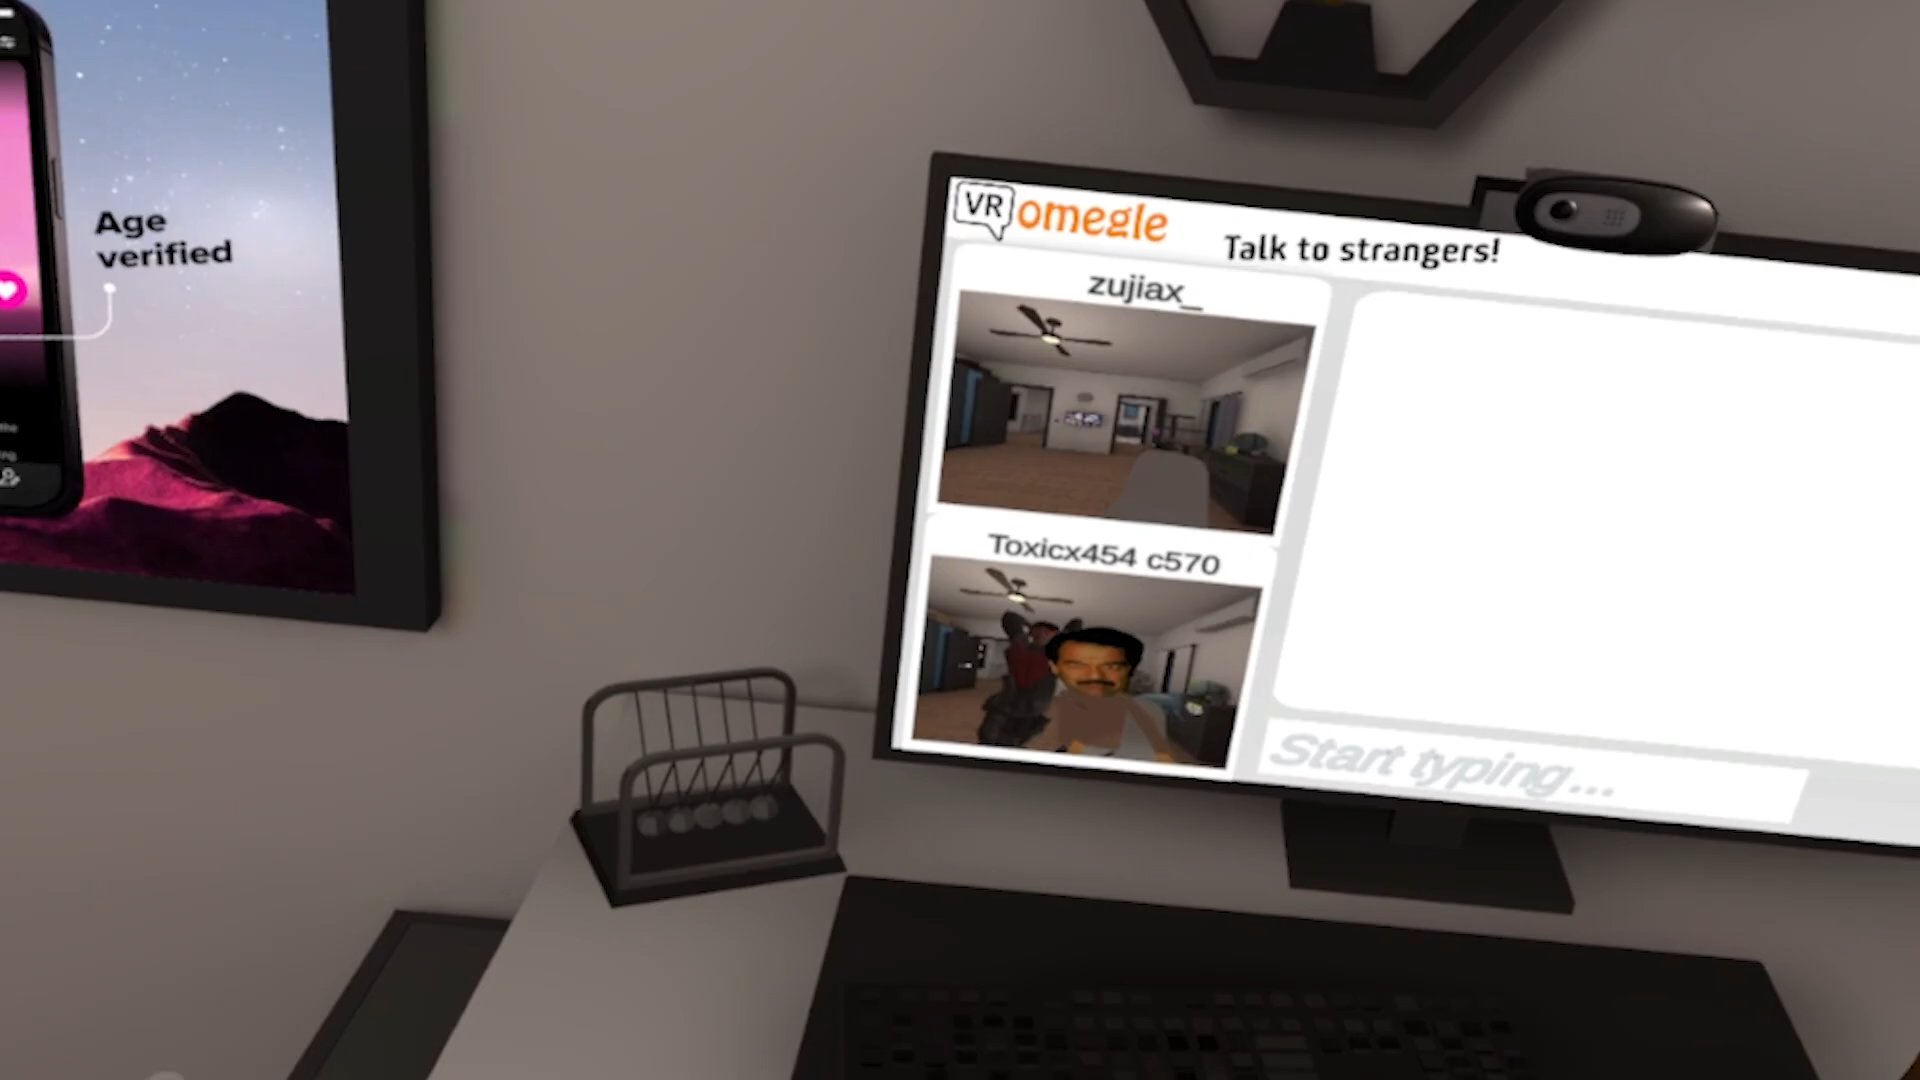 Age
verified
VR omegle
Talk to strangers!
zujiax_
Toxicx454 c570
Start typing...